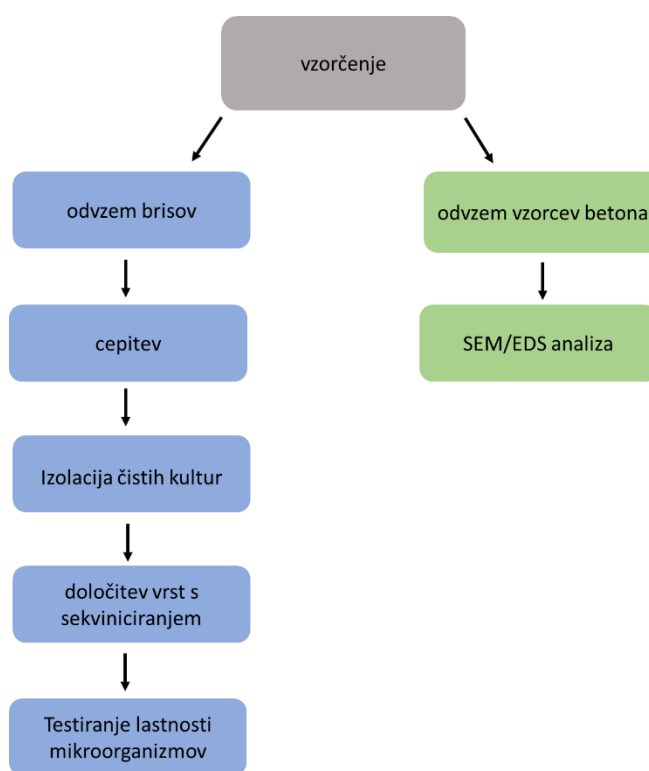 vzorčenje
odvzem brisov
odvzem vzorcev betona
cepitev
SEM/EDS analiza
Izolacija čistih kultur
določitev vrst s
sekviniciranjem
Testiranje lastnosti
mikroorganizmov